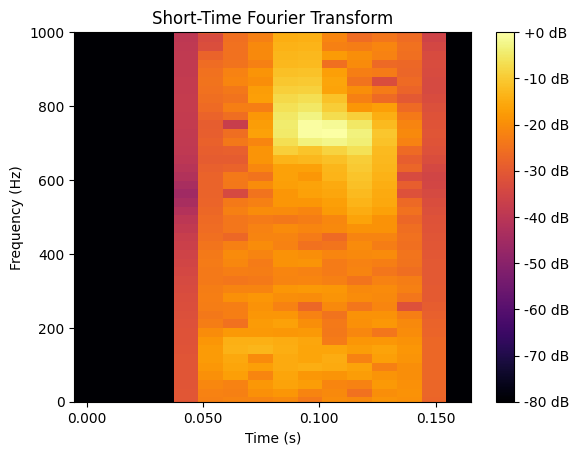 Short-Time Fourier Transform
1000
800
600
400
200
0
Frequency (Hz)
0.000
0.050
0.100
0.150
Time (s)
+0 dB
-10 dB
-20 dB
-30 dB
-40 dB
-50 dB
-60 dB
-70 dB
-80 dB